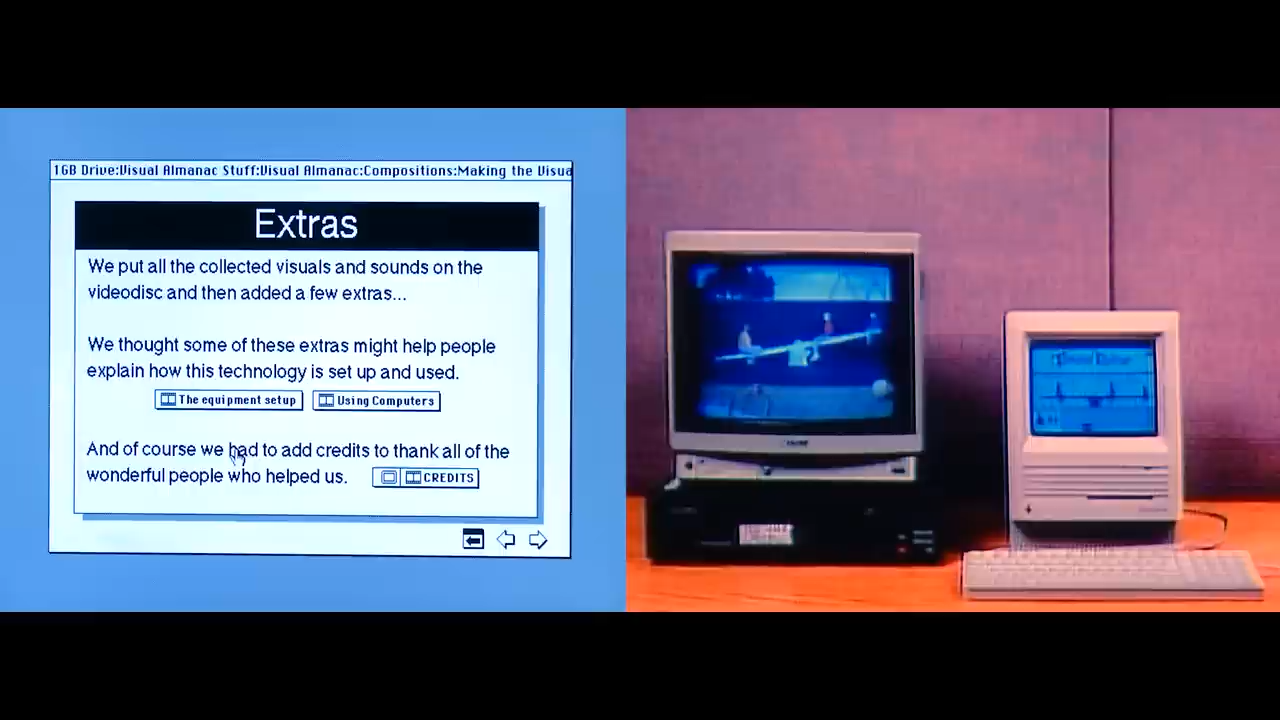 1GB Drive:Visual Almanac Stuff:Visual Almanac:Compositions:Making the Visua
Extras
We put all the collected visuals and sounds on the
videodisc and then added a few extras...
We thought some of these extras might help people
explain how this technology is set up and used.
The equipment setup
Using Computers
And of course we had to add credits to thank all of the
wonderful people who helped us.
CREDITS